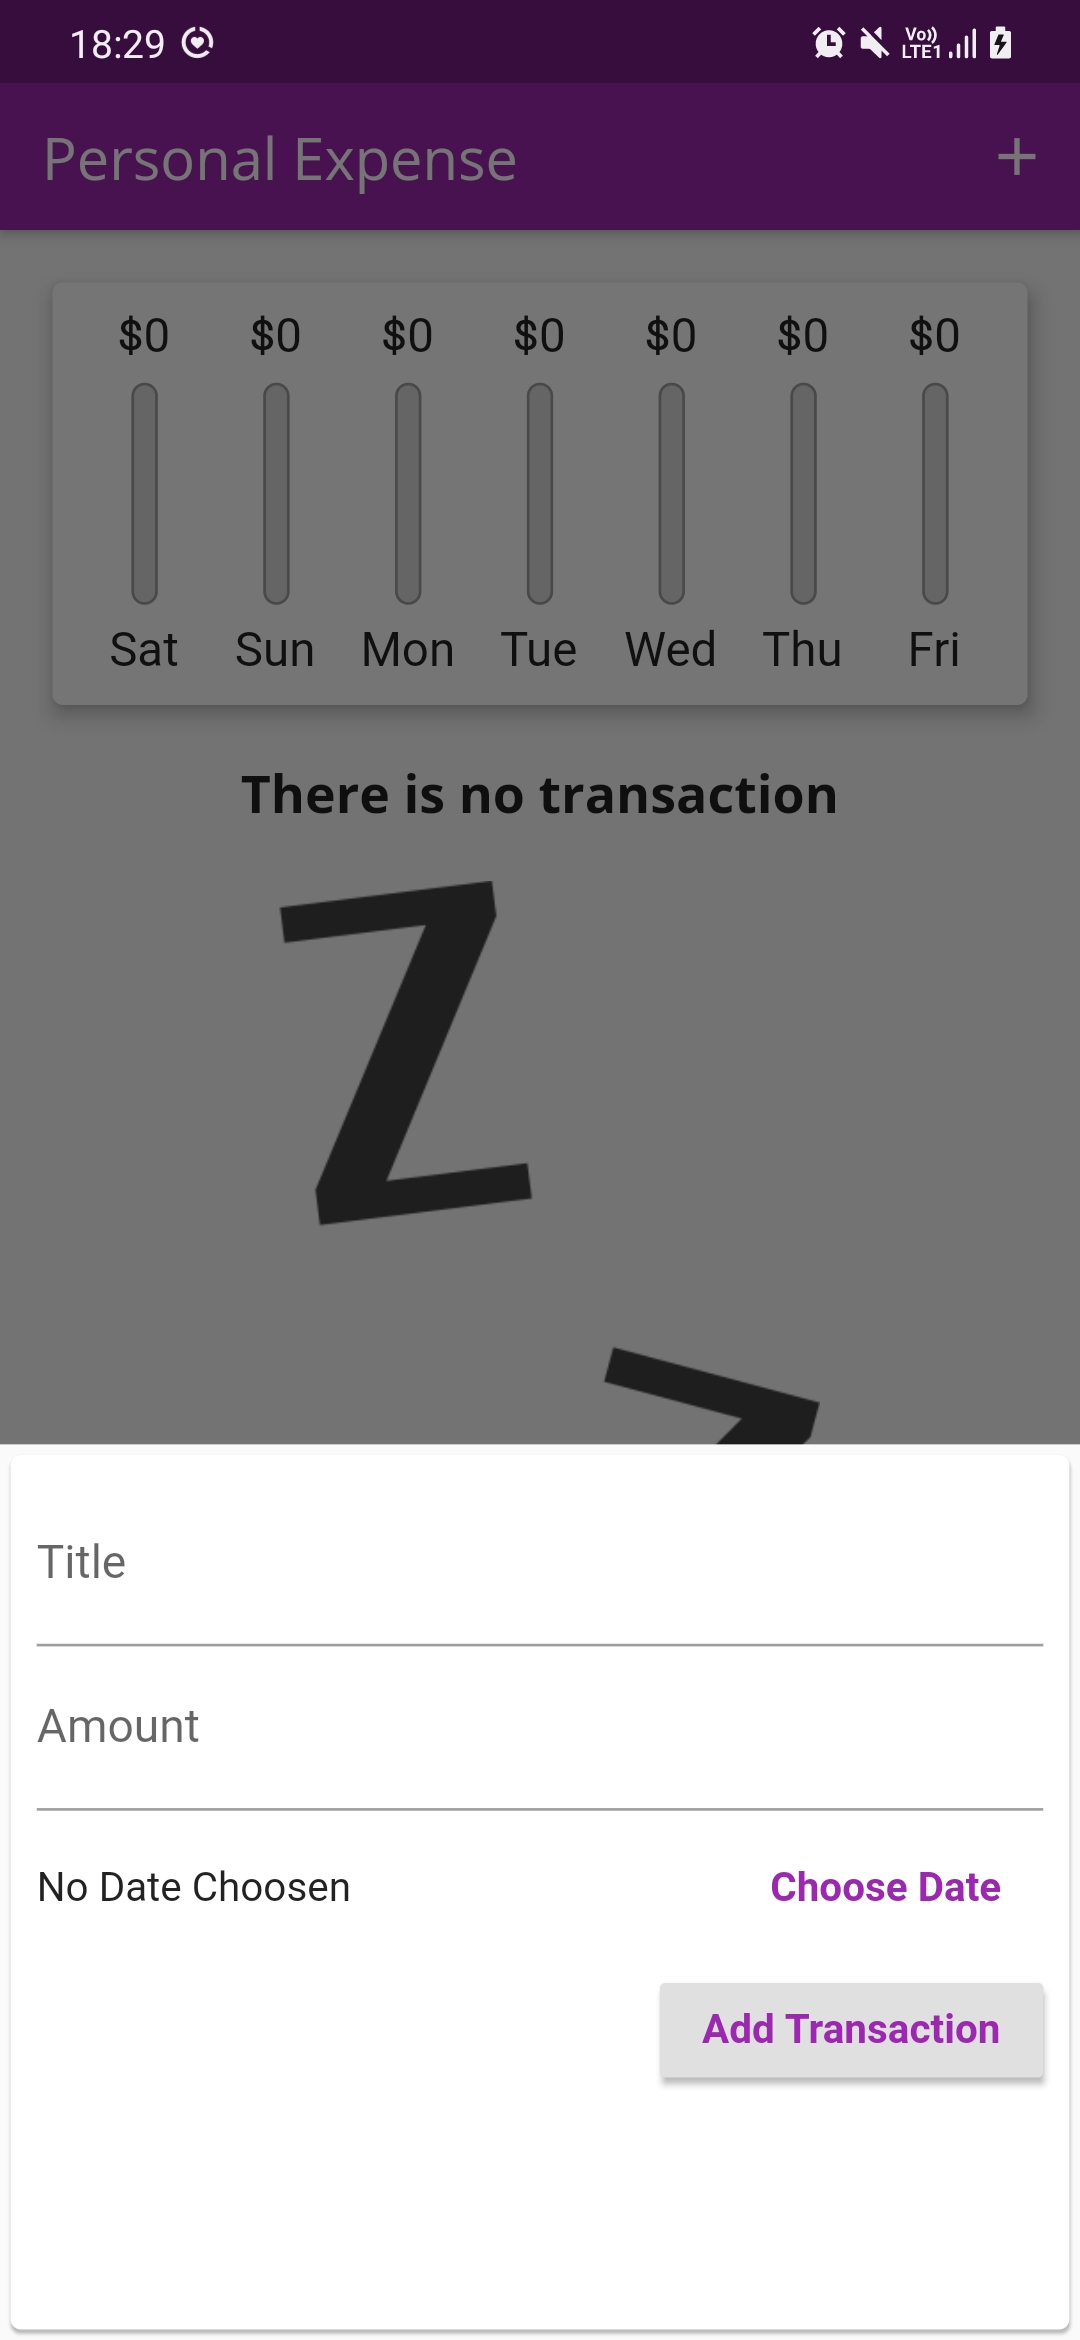 18:29 Vo)) LTE1
Personal Expense +
$0 $0 $0 $0 $0 $0 $0
Sat Sun Mon Tue Wed Thu Fri
There is no transaction
Z
Z
Title
Amount
No Date Choosen Choose Date
Add Transaction